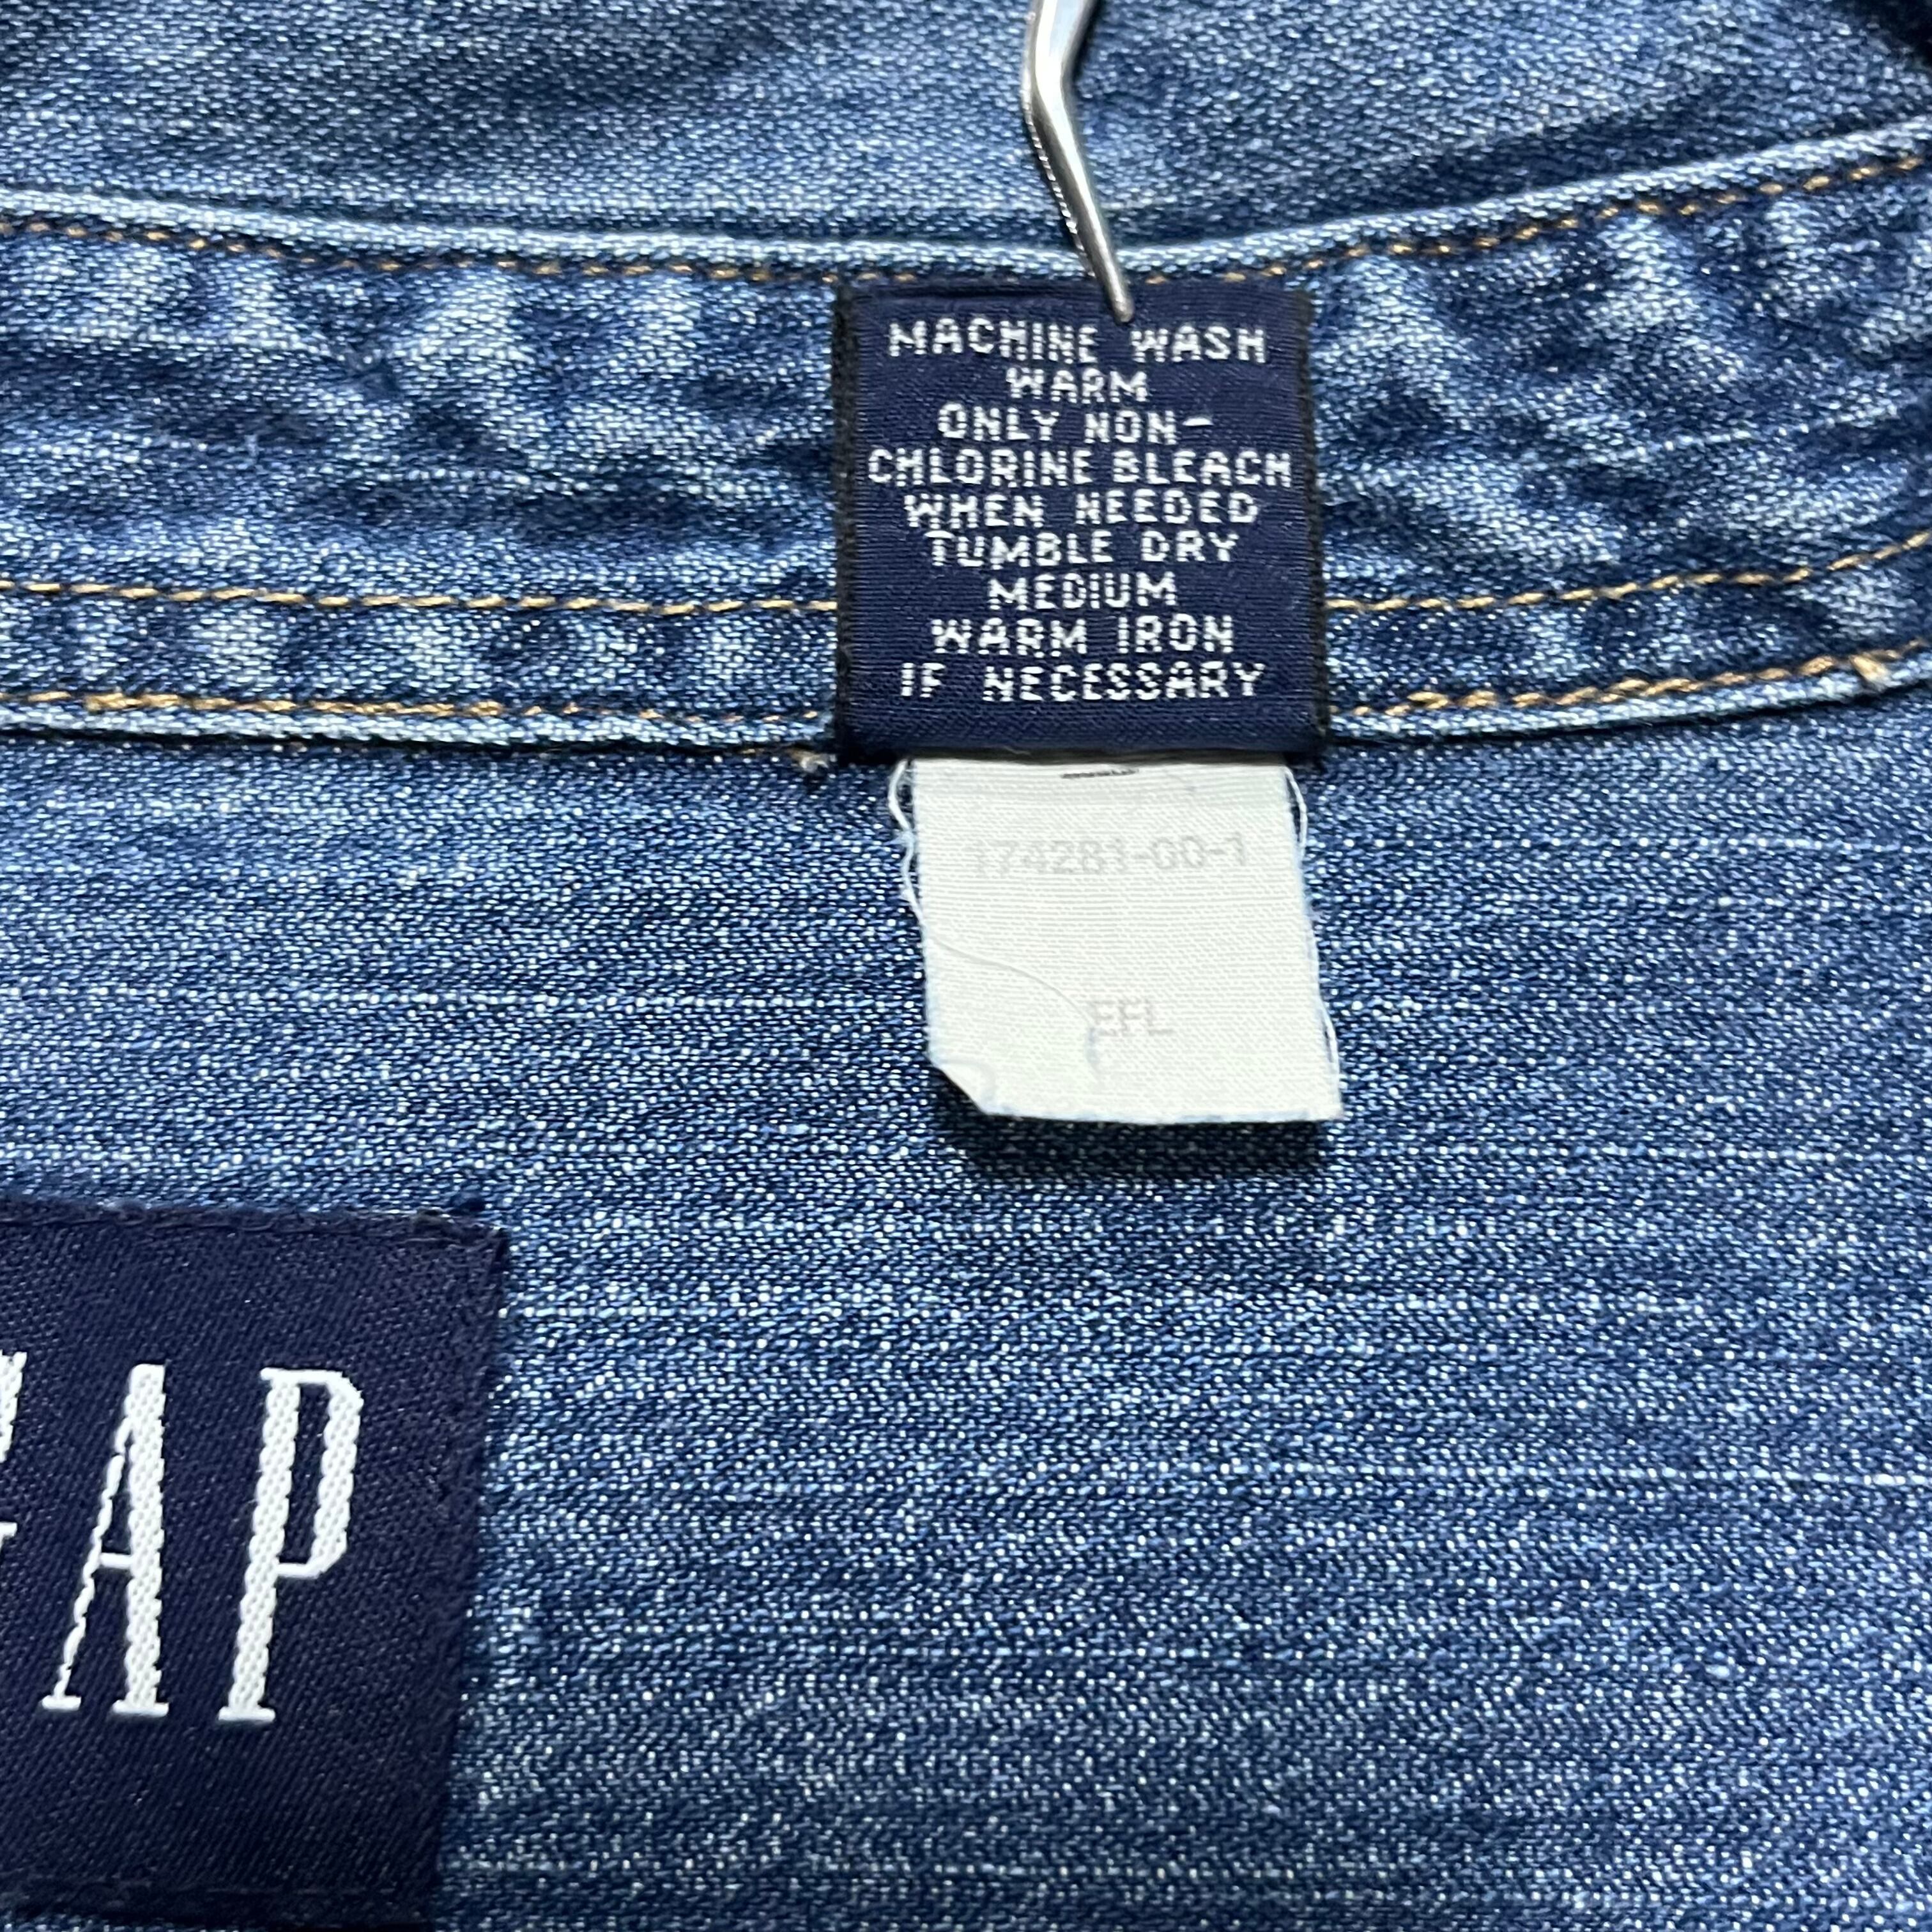 MACHINE WASH
WARM
ONLY NON-
CHLORINE BLEACH
WHEN NEEDED
TUMBLE DRY
MEDIUM
WARM IRON
IF NECESSARY
174281-00-1
EFL
GAP